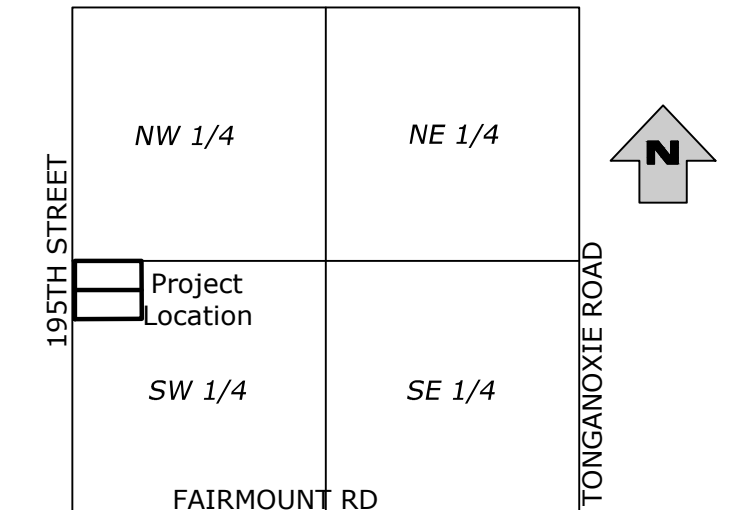 NW 1/4
NE 1/4
N
195TH STREET
Project
Location
TONGANOXIE ROAD
SW 1/4
SE 1/4
FAIRMOUNT RD